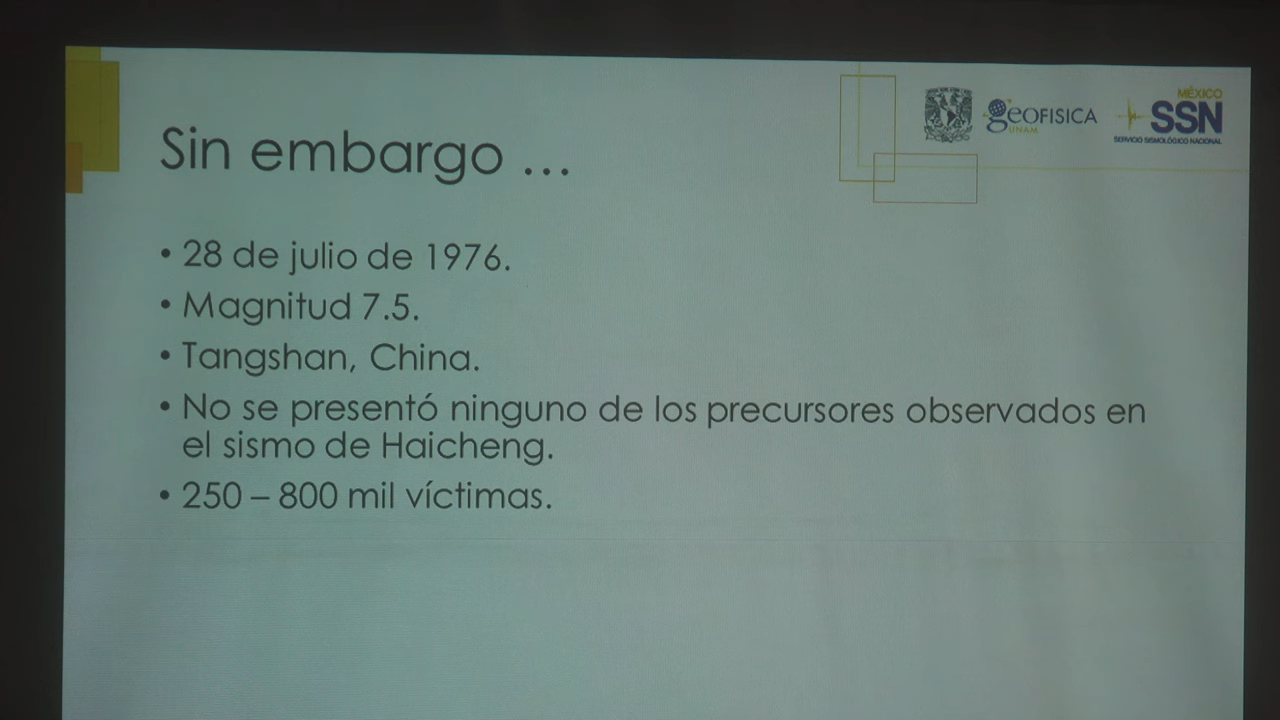 Sin embargo ...
GEOFISICA
UNAM
MÉXICO
SSN
SERVICIO SISMOLÓGICO NACIONAL
• 28 de julio de 1976.
• Magnitud 7.5.
• Tangshan, China.
• No se presentó ninguno de los precursores observados en
el sismo de Haicheng.
• 250 – 800 mil víctimas.